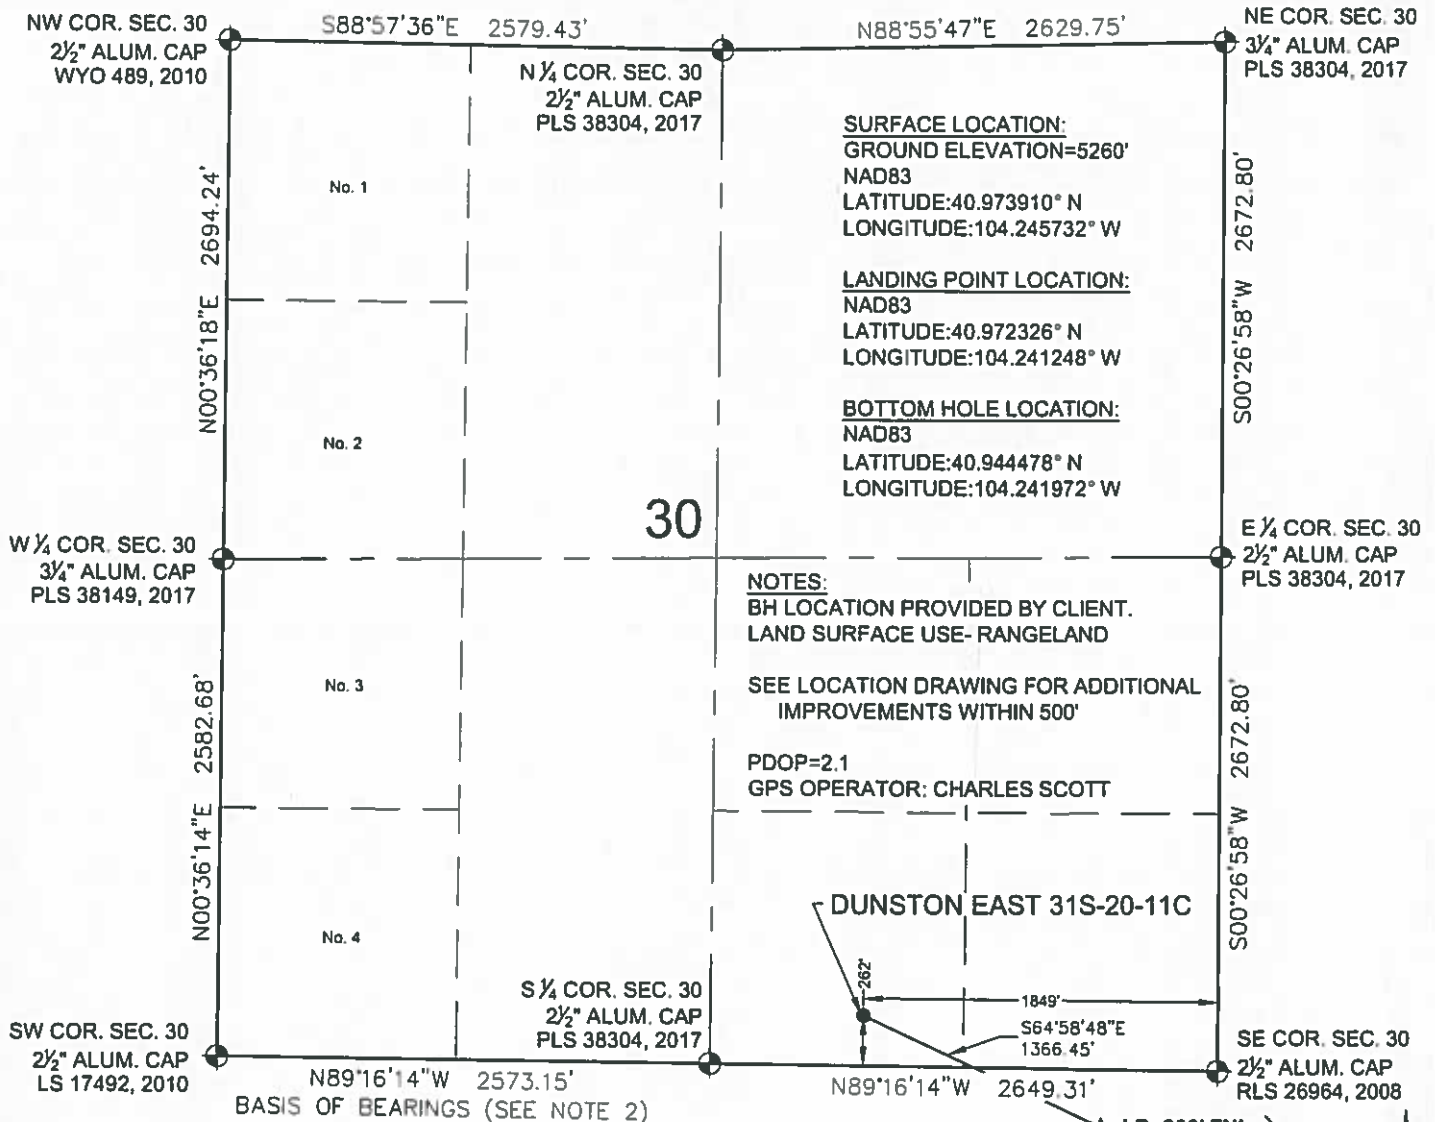 NW COR. SEC. 30
2½" ALUM. CAP
WYO 489, 2010
S88°57'36"E 2579.43'
N88°55'47"E 2629.75'
NE COR. SEC. 30
3¼" ALUM. CAP
PLS 38304, 2017
N ¼ COR. SEC. 30
2½" ALUM. CAP
PLS 38304, 2017
SURFACE LOCATION:
GROUND ELEVATION=5260'
NAD83
LATITUDE:40.973910° N
LONGITUDE:104.245732° W
LANDING POINT LOCATION:
NAD83
LATITUDE:40.972326° N
LONGITUDE:104.241248° W
BOTTOM HOLE LOCATION:
NAD83
LATITUDE:40.944478° N
LONGITUDE:104.241972° W
N00°36'18"E 2694.24'
No. 1
No. 2
S00°26'58"W 2672.80'
30
W ¼ COR. SEC. 30
3¼" ALUM. CAP
PLS 38149, 2017
E ¼ COR. SEC. 30
2½" ALUM. CAP
PLS 38304, 2017
NOTES:
BH LOCATION PROVIDED BY CLIENT.
LAND SURFACE USE- RANGELAND
SEE LOCATION DRAWING FOR ADDITIONAL
IMPROVEMENTS WITHIN 500'
PDOP=2.1
GPS OPERATOR: CHARLES SCOTT
N00°36'14"E 2582.68'
No. 3
No. 4
S00°26'58"W 2672.80'
DUNSTON EAST 31S-20-11C
262'
1849'
S64°58'48"E
1366.45'
S ¼ COR. SEC. 30
2½" ALUM. CAP
PLS 38304, 2017
SW COR. SEC. 30
2½" ALUM. CAP
LS 17492, 2010
SE COR. SEC. 30
2½" ALUM. CAP
RLS 26964, 2008
N89°16'14"W 2573.15'
N89°16'14"W 2649.31'
BASIS OF BEARINGS (SEE NOTE 2)